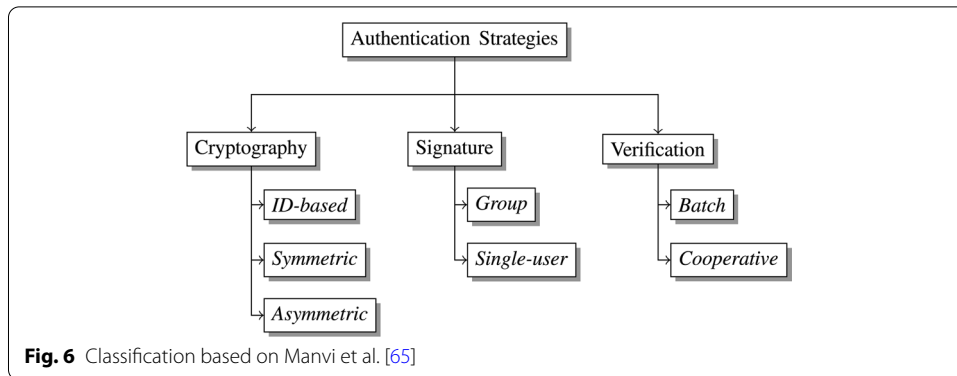 Authentication Strategies
Cryptography
Signature
Verification
ID-based
Group
Batch
Symmetric
Single-user
Cooperative
Asymmetric
Fig. 6 Classification based on Manvi et al. [65]